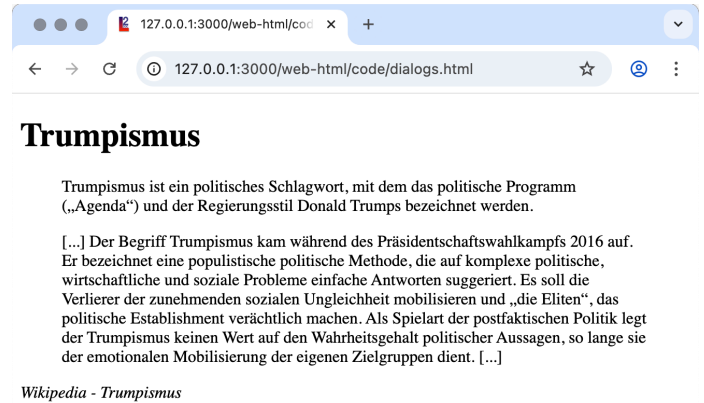 127.0.0.1:3000/web-html/cod
127.0.0.1:3000/web-html/code/dialogs.html
Trumpismus
Trumpismus ist ein politisches Schlagwort, mit dem das politische Programm
(„Agenda“) und der Regierungsstil Donald Trumps bezeichnet werden.
[...] Der Begriff Trumpismus kam während des Präsidentschaftswahlkampfs 2016 auf.
Er bezeichnet eine populistische politische Methode, die auf komplexe politische,
wirtschaftliche und soziale Probleme einfache Antworten suggeriert. Es soll die
Verlierer der zunehmenden sozialen Ungleichheit mobilisieren und „die Eliten“, das
politische Establishment verächtlich machen. Als Spielart der postfaktischen Politik legt
der Trumpismus keinen Wert auf den Wahrheitsgehalt politischer Aussagen, so lange sie
der emotionalen Mobilisierung der eigenen Zielgruppen dient. [...]
Wikipedia - Trumpismus